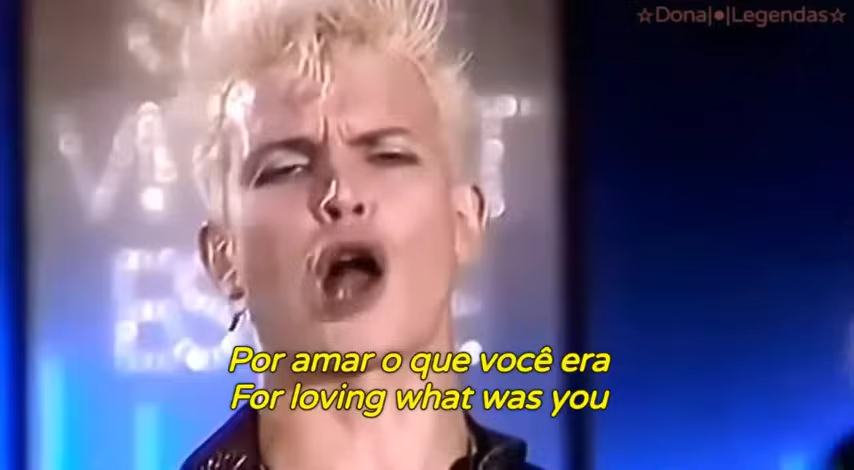 ☆Dona|●|Legendas☆
Por amar o que você era
For loving what was you